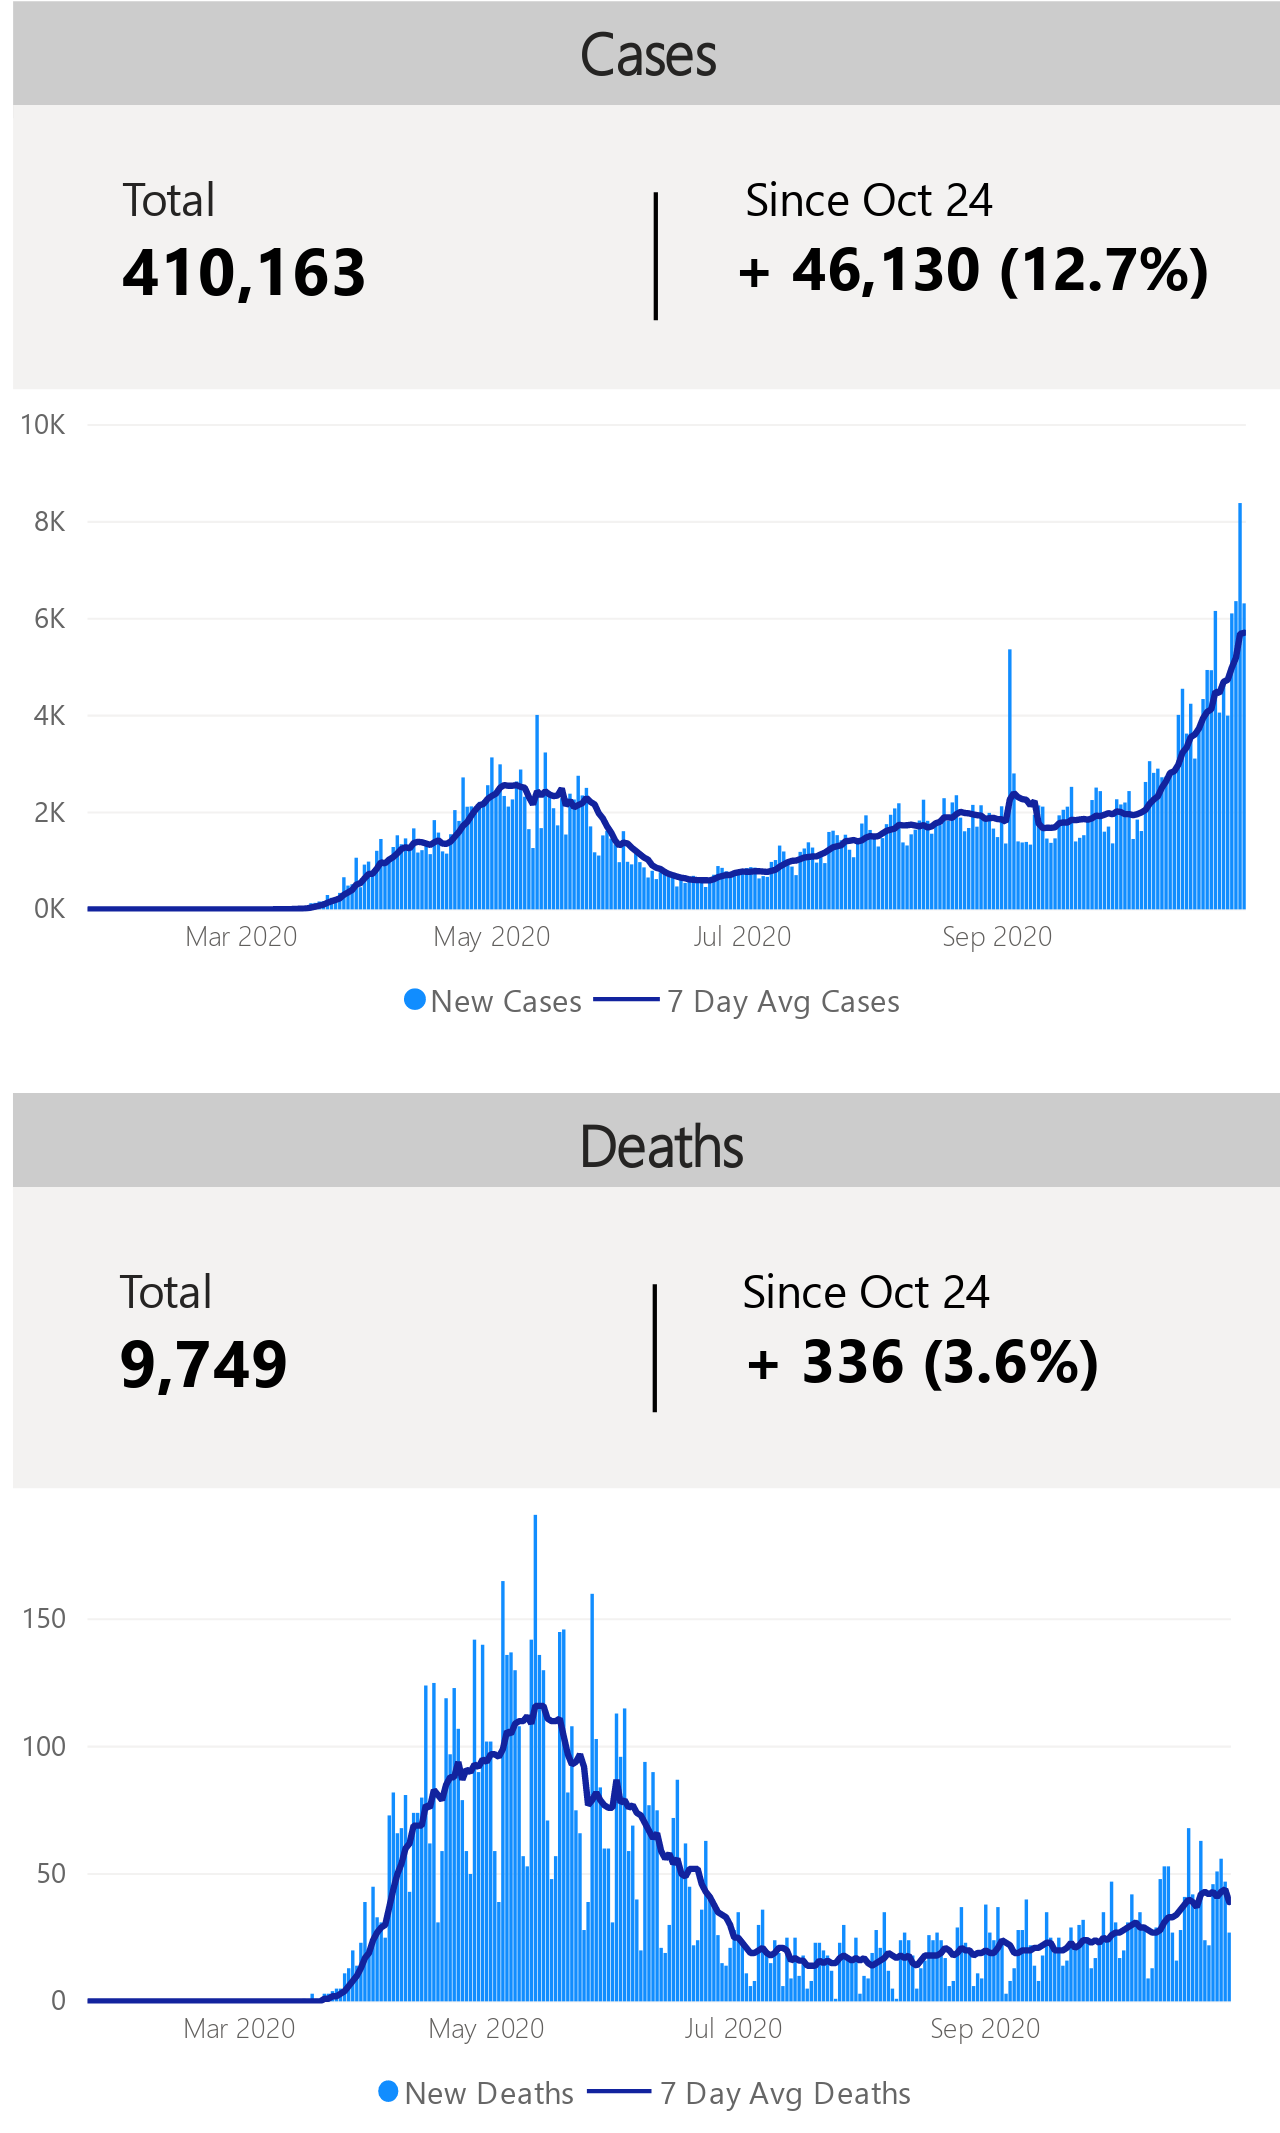 Cases
Total
Since Oct 24
410,163
+ 46,130 (12.7%)
10K
8K
6K
4K
2K
0K
Mar 2020
May 2020
Jul 2020
Sep 2020
New Cases
7 Day Avg Cases
Deaths
Total
Since Oct 24
9,749
+ 336 (3.6%)
150
100
50
0
Mar 2020
May 2020
Jul 2020
Sep 2020
New Deaths
7 Day Avg Deaths